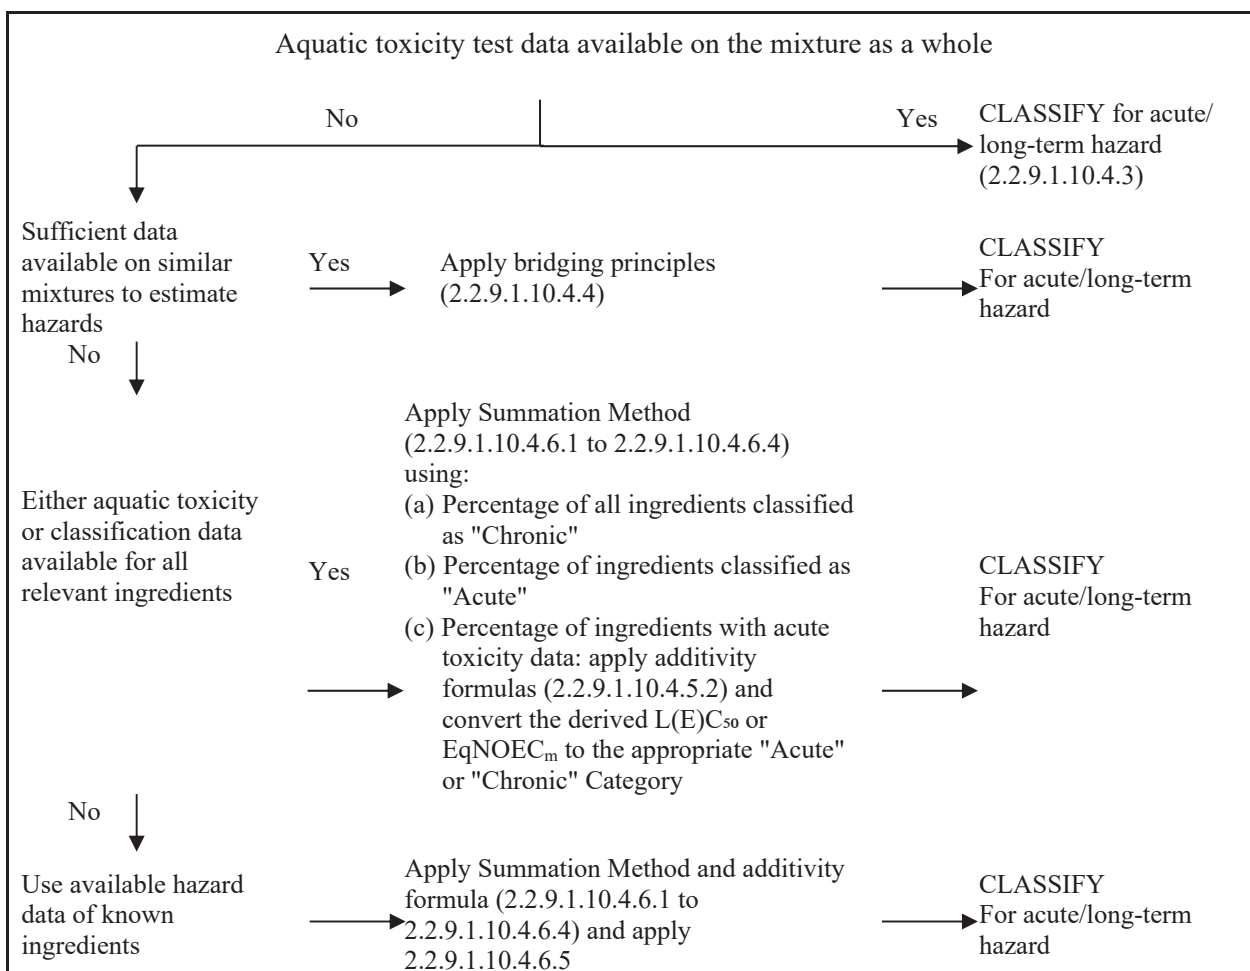 Aquatic toxicity test data available on the mixture as a whole
No
Yes
CLASSIFY for acute/
long-term hazard
(2.2.9.1.10.4.3)
Sufficient data
available on similar
mixtures to estimate
hazards
Yes
Apply bridging principles
(2.2.9.1.10.4.4)
CLASSIFY
For acute/long-term
hazard
No
Either aquatic toxicity
or classification data
available for all
relevant ingredients
Yes
Apply Summation Method
(2.2.9.1.10.4.6.1 to 2.2.9.1.10.4.6.4)
using:
(a) Percentage of all ingredients classified
as "Chronic"
(b) Percentage of ingredients classified as
"Acute"
(c) Percentage of ingredients with acute
toxicity data: apply additivity
formulas (2.2.9.1.10.4.5.2) and
convert the derived L(E)C₅₀ or
EqNOECₘ to the appropriate "Acute"
or "Chronic" Category
CLASSIFY
For acute/long-term
hazard
No
Use available hazard
data of known
ingredients
Apply Summation Method and additivity
formula (2.2.9.1.10.4.6.1 to
2.2.9.1.10.4.6.4) and apply
2.2.9.1.10.4.6.5
CLASSIFY
For acute/long-term
hazard